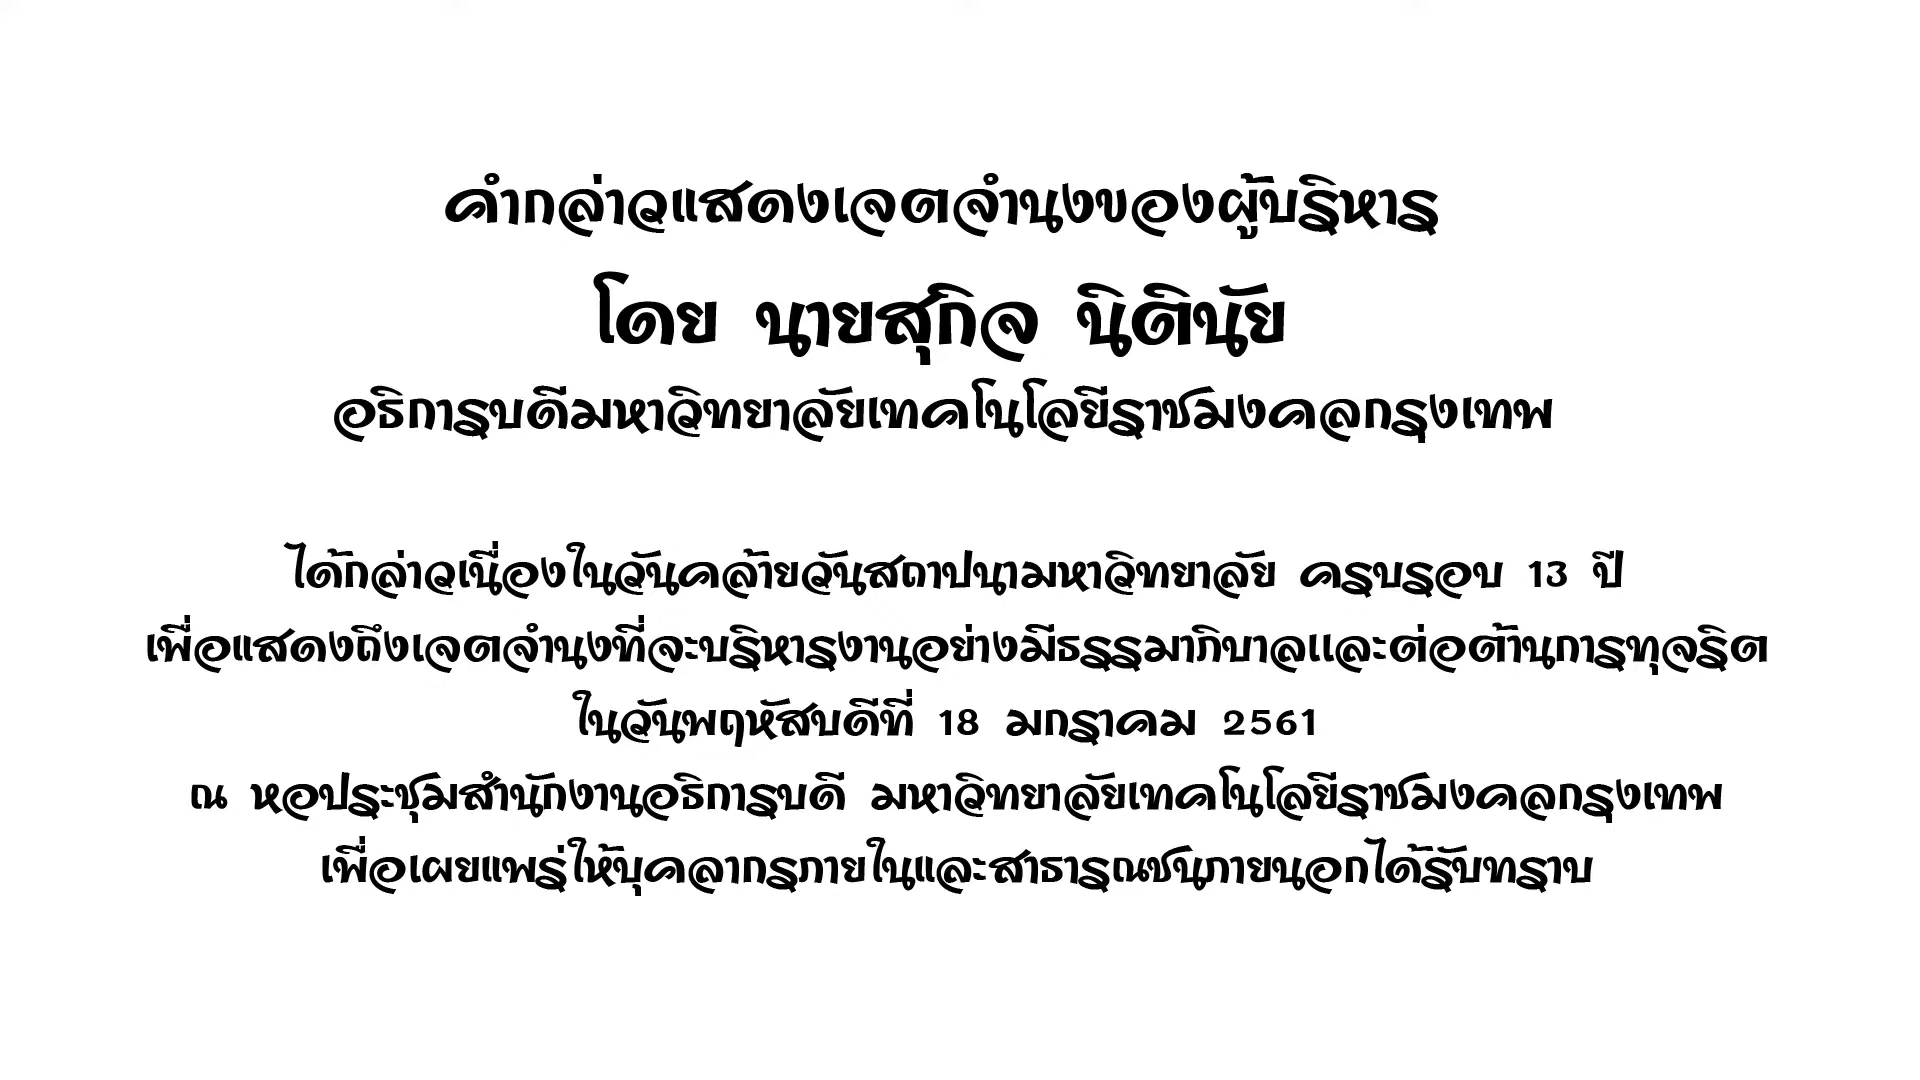 คำกล่าวแสดงเจตจำนงของผู้บริหาร
โดย นายสุกิจ นิตินัย
อธิการบดีมหาวิทยาลัยเทคโนโลยีราชมงคลกรุงเทพ
ได้กล่าวเนื่องในวันคล้ายวันสถาปนามหาวิทยาลัย ครบรอบ 13 ปี
เพื่อแสดงถึงเจตจำนงที่จะบริหารงานอย่างมีธรรมาภิบาลและต่อต้านการทุจริต
ในวันพฤหัสบดีที่ 18 มกราคม 2561
ณ หอประชุมสำนักงานอธิการบดี มหาวิทยาลัยเทคโนโลยีราชมงคลกรุงเทพ
เพื่อเผยแพร่ให้บุคลากรภายในและสาธารณชนภายนอกได้รับทราบ